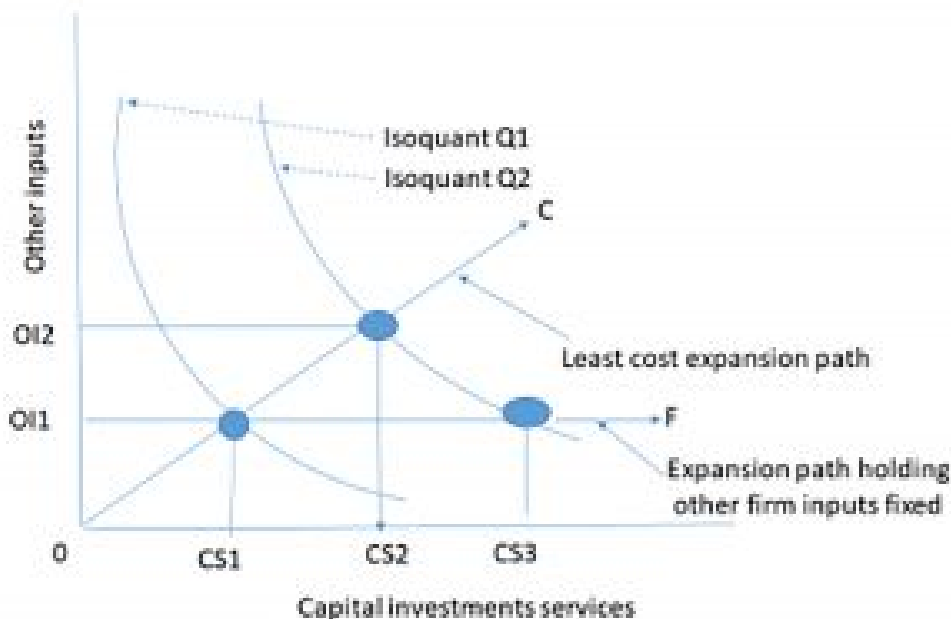 Other inputs
Isoquant Q1
Isoquant Q2
C
OI2
Least cost expansion path
OI1
F
Expansion path holding
other firm inputs fixed
0
CS1
CS2
CS3
Capital investments services